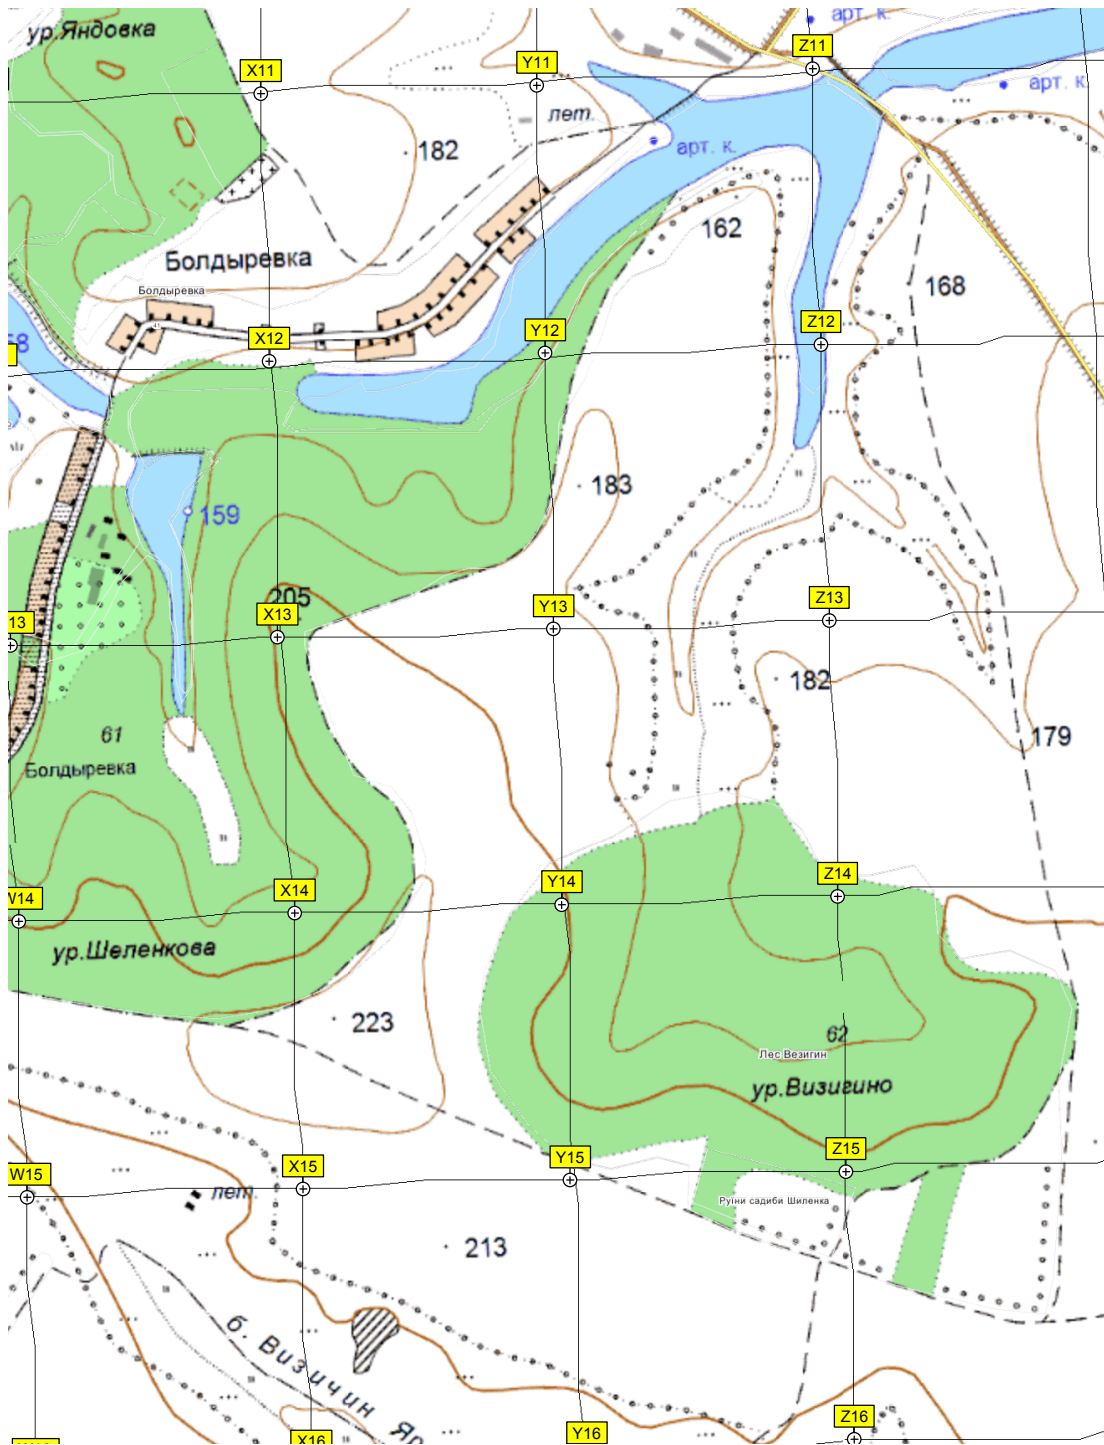 ур.Яндовка
арт. к.
Z11
X11
Y11
арт. к.
лет.
182
арт. к.
162
Болдыревка
168
Болдыревка
41
Z12
X12
Y12
183
159
205
X13
Y13
Z13
13
182
61
179
Болдыревка
Z14
Y14
X14
W14
ур.Шеленкова
223
62
Лес Везигин
ур.Визигино
Z15
Y15
X15
W15
лет.
Руїни садиби Шиленка
213
б. Визичин Яр
Z16
Y16
X16